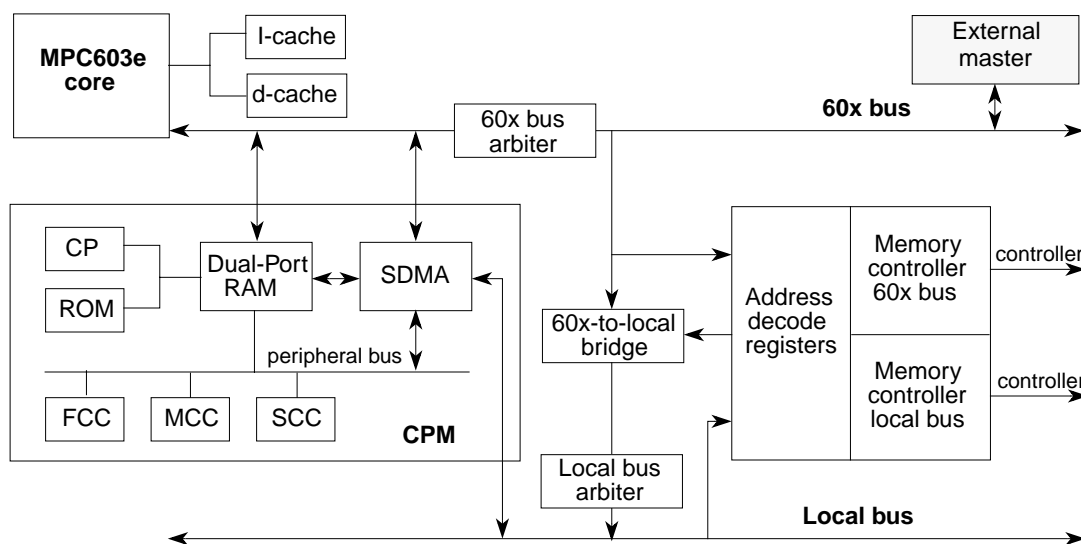 MPC603e
core
I-cache
d-cache
External
master
60x bus
arbiter
60x bus
CP
ROM
Dual-Port
RAM
SDMA
peripheral bus
FCC
MCC
SCC
CPM
60x-to-local
bridge
Address
decode
registers
Memory
controller
60x bus
controller
Memory
controller
local bus
controller
Local bus
arbiter
Local bus